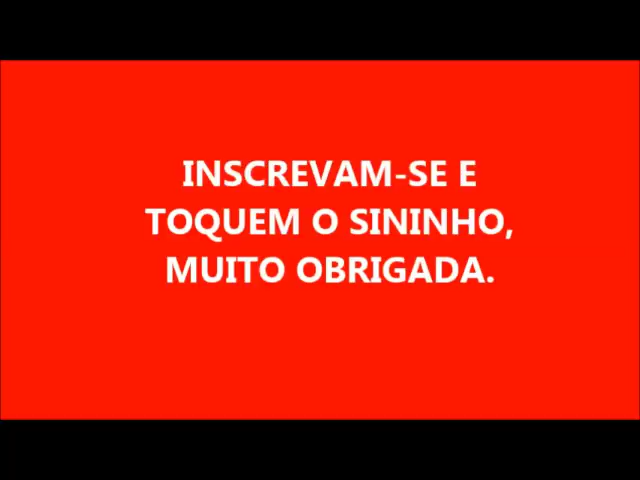 INSCREVAM-SE E
TOQUEM O SININHO,
MUITO OBRIGADA.